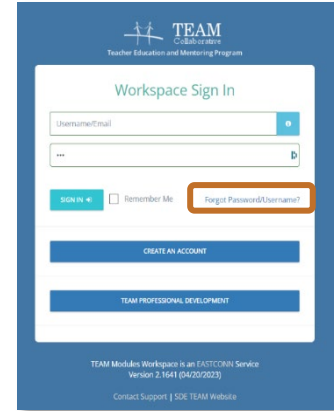 TEAM
Collaborative
Teacher Education and Mentoring Program
Workspace Sign In
Username/Email
•••
SIGN IN
Remember Me
Forgot Password/Username?
CREATE AN ACCOUNT
TEAM PROFESSIONAL DEVELOPMENT
TEAM Modules Workspace is an EASTCONN Service
Version 2.1641 (04/20/2023)
Contact Support | SDE TEAM Website